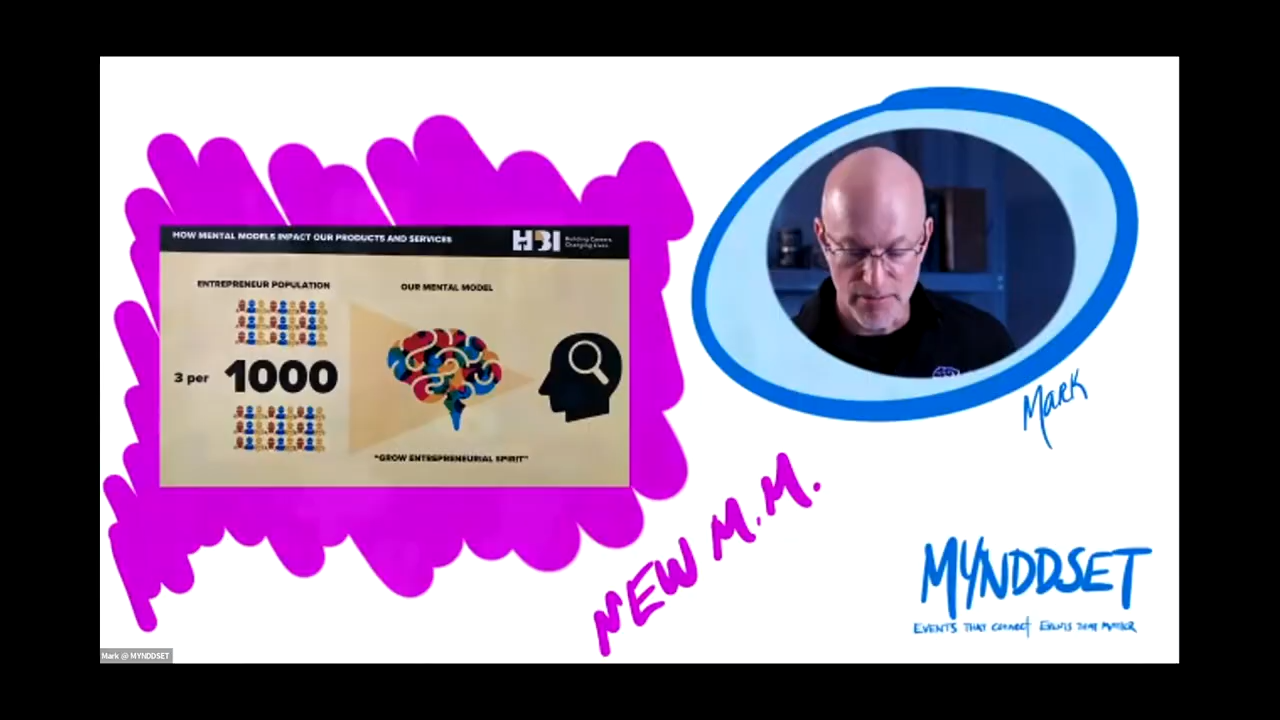 HOW MENTAL MODELS IMPACT OUR PRODUCTS AND SERVICES
HBI Building Careers. Changing Lives.
ENTREPRENEUR POPULATION
OUR MENTAL MODEL
3 per 1000
"GROW ENTREPRENEURIAL SPIRIT"
Mark
NEW M.M.
MYNDDSET
EVENTS THAT CONNECT EVENTS THAT MATTER
Mark @ MYNDDSET